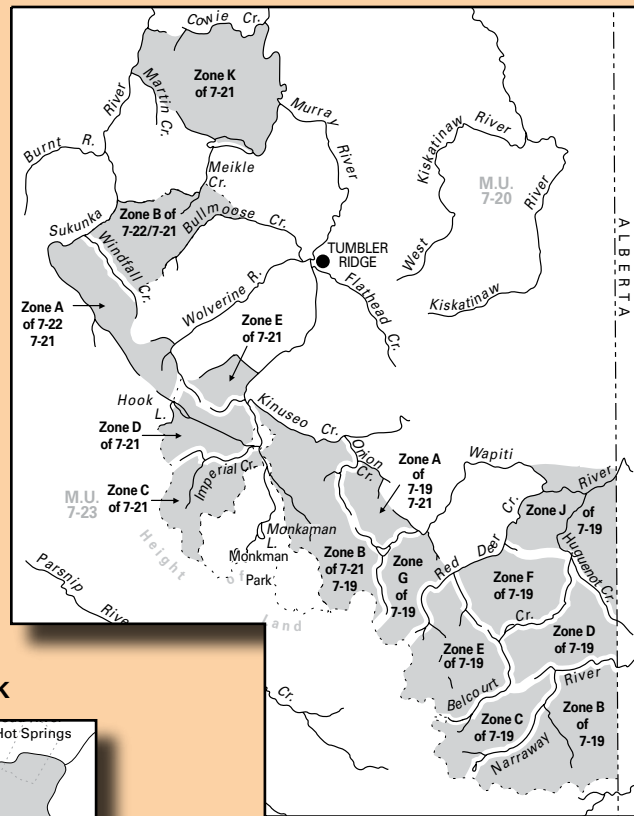 Cowie Cr.
Zone K
of 7-21
River
Martin Cr.
Murray
River
Burnt R.
Meikle
Cr.
Kiskatinaw River
M.U.
7-20
River
West
Kiskatinaw
ALBERTA
Sukunka
Zone B of
7-22/7-21
Bullmoose Cr.
Windfall Cr.
TUMBLER
RIDGE
Flathead Cr.
Wolverine R.
Zone A
of 7-22
7-21
Zone E
of 7-21
Hook
L.
Kinuseo Cr.
Onion
Cr.
Zone D
of 7-21
Zone A
of
7-19
7-21
Wapiti
River
Imperial Cr.
M.U.
7-23
Zone C
of 7-21
Zone J
of
7-19
Red Deer Cr.
Huguenot Cr.
Monkaman
L.
Monkman
Park
Height of Land
Zone B
of 7-21
7-19
Zone
G
of
7-19
Zone F
of 7-19
Cr.
Parsnip Rive
Zone E
of 7-19
Zone D
of 7-19
River
Belcourt
Zone C
of 7-19
Zone B
of
7-19
Narraway
Cr.
K
Hot Springs